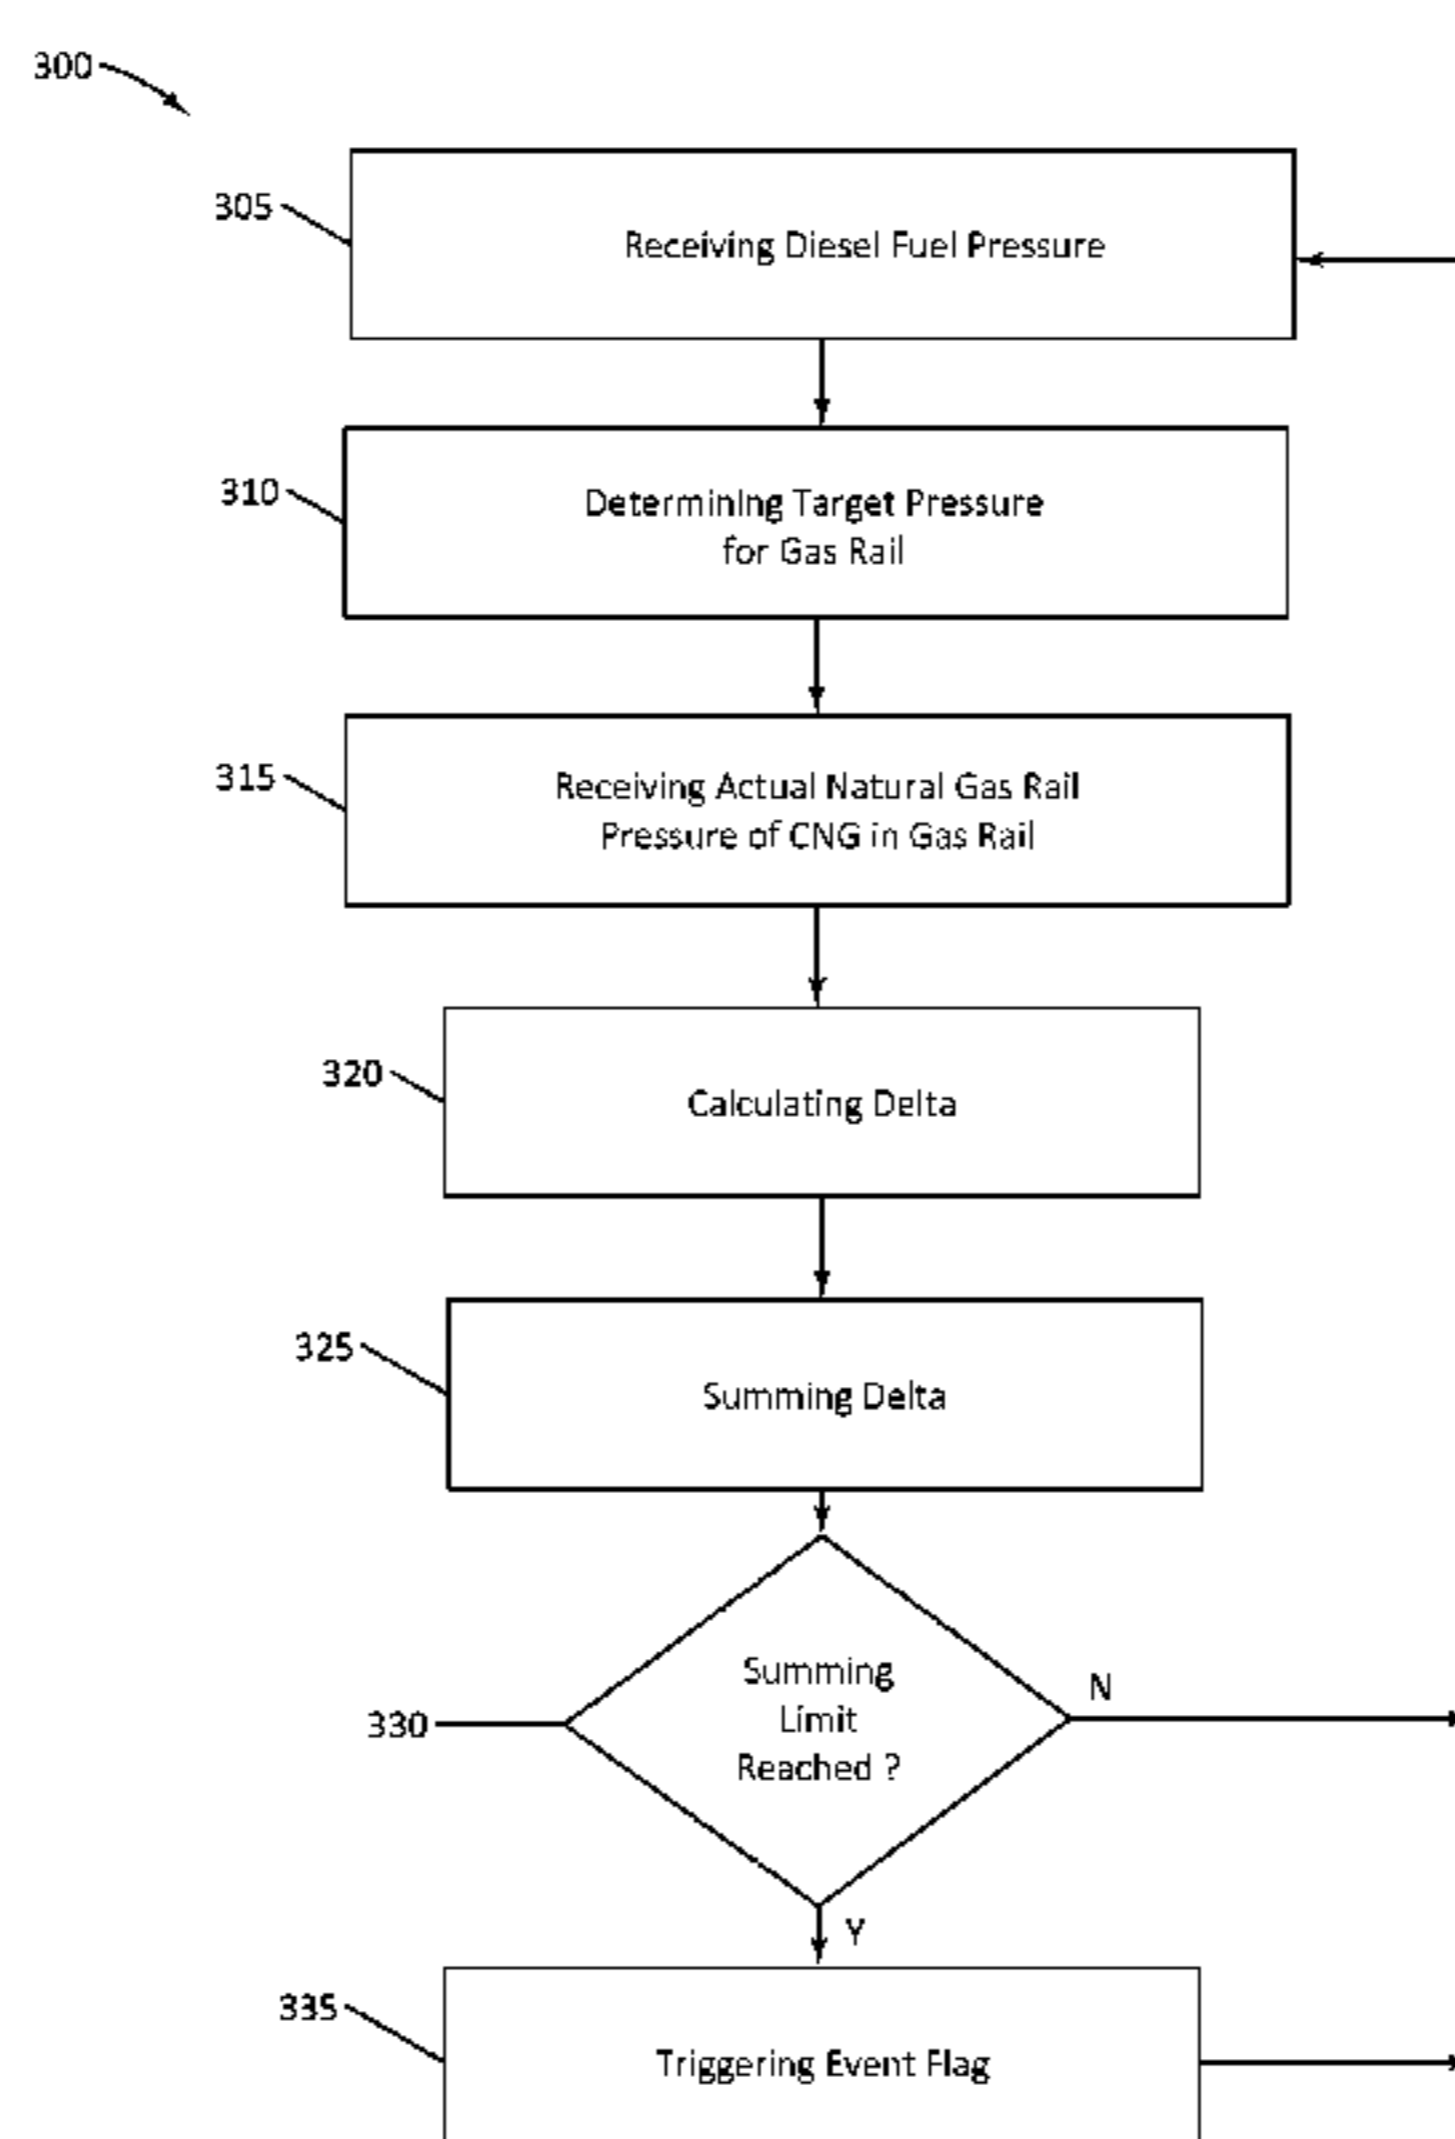 300
305
Receiving Diesel Fuel Pressure
310
Determining Target Pressure
for Gas Rail
315
Receiving Actual Natural Gas Rail
Pressure of CNG in Gas Rail
320
Calculating Delta
325
Summing Delta
330
Summing
Limit
Reached ?
N
Y
335
Triggering Event Flag